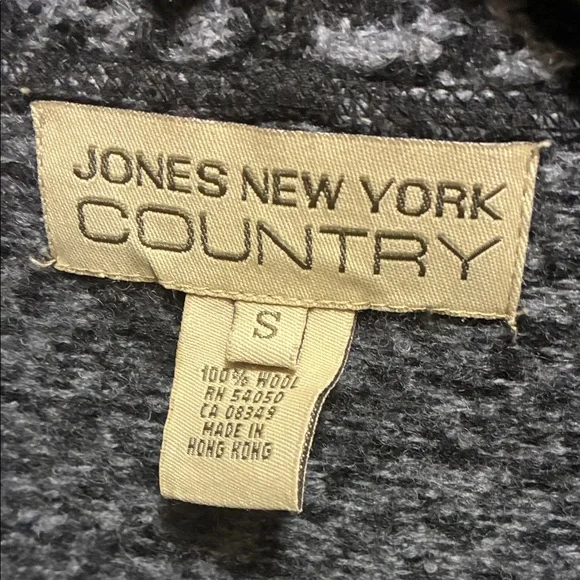 JONES NEW YORK
COUNTRY
S
100% WOOL
RN 54050
CA 08349
MADE IN
HONG KONG